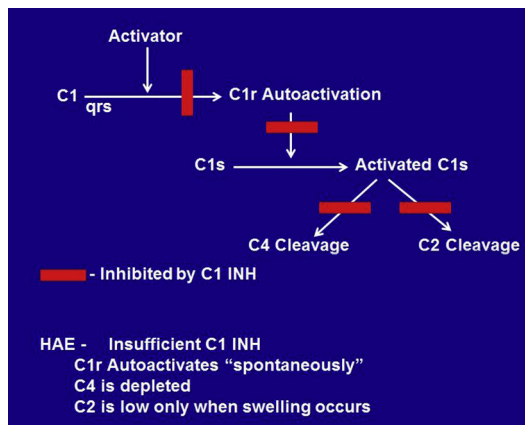 Activator
C1
qrs
C1r Autoactivation
C1s
Activated C1s
C4 Cleavage
C2 Cleavage
- Inhibited by C1 INH
HAE - Insufficient C1 INH
C1r Autoactivates “spontaneously”
C4 is depleted
C2 is low only when swelling occurs